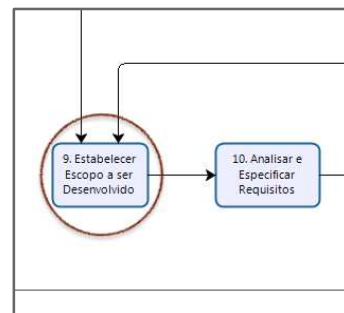 9. Estabelecer
Escopo a ser
Desenvolvido
10. Analisar e
Especificar
Requisitos